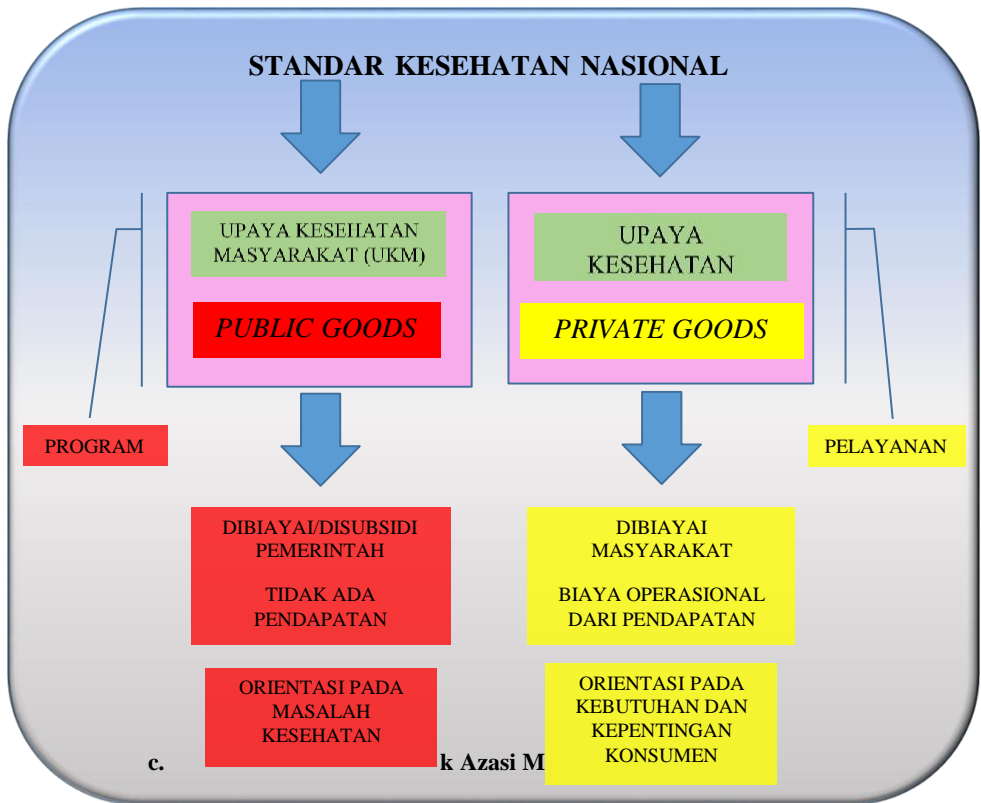 STANDAR KESEHATAN NASIONAL
UPAYA KESEHATAN
MASYARAKAT (UKM)
PUBLIC GOODS
UPAYA
KESEHATAN
PRIVATE GOODS
PROGRAM
PELAYANAN
DIBIAYAI/DISUBSIDI
PEMERINTAH
TIDAK ADA
PENDAPATAN
DIBIAYAI
MASYARAKAT
BIAYA OPERASIONAL
DARI PENDAPATAN
ORIENTASI PADA
MASALAH
KESEHATAN
ORIENTASI PADA
KEBUTUHAN DAN
KEPENTINGAN
KONSUMEN
c. k Azasi M